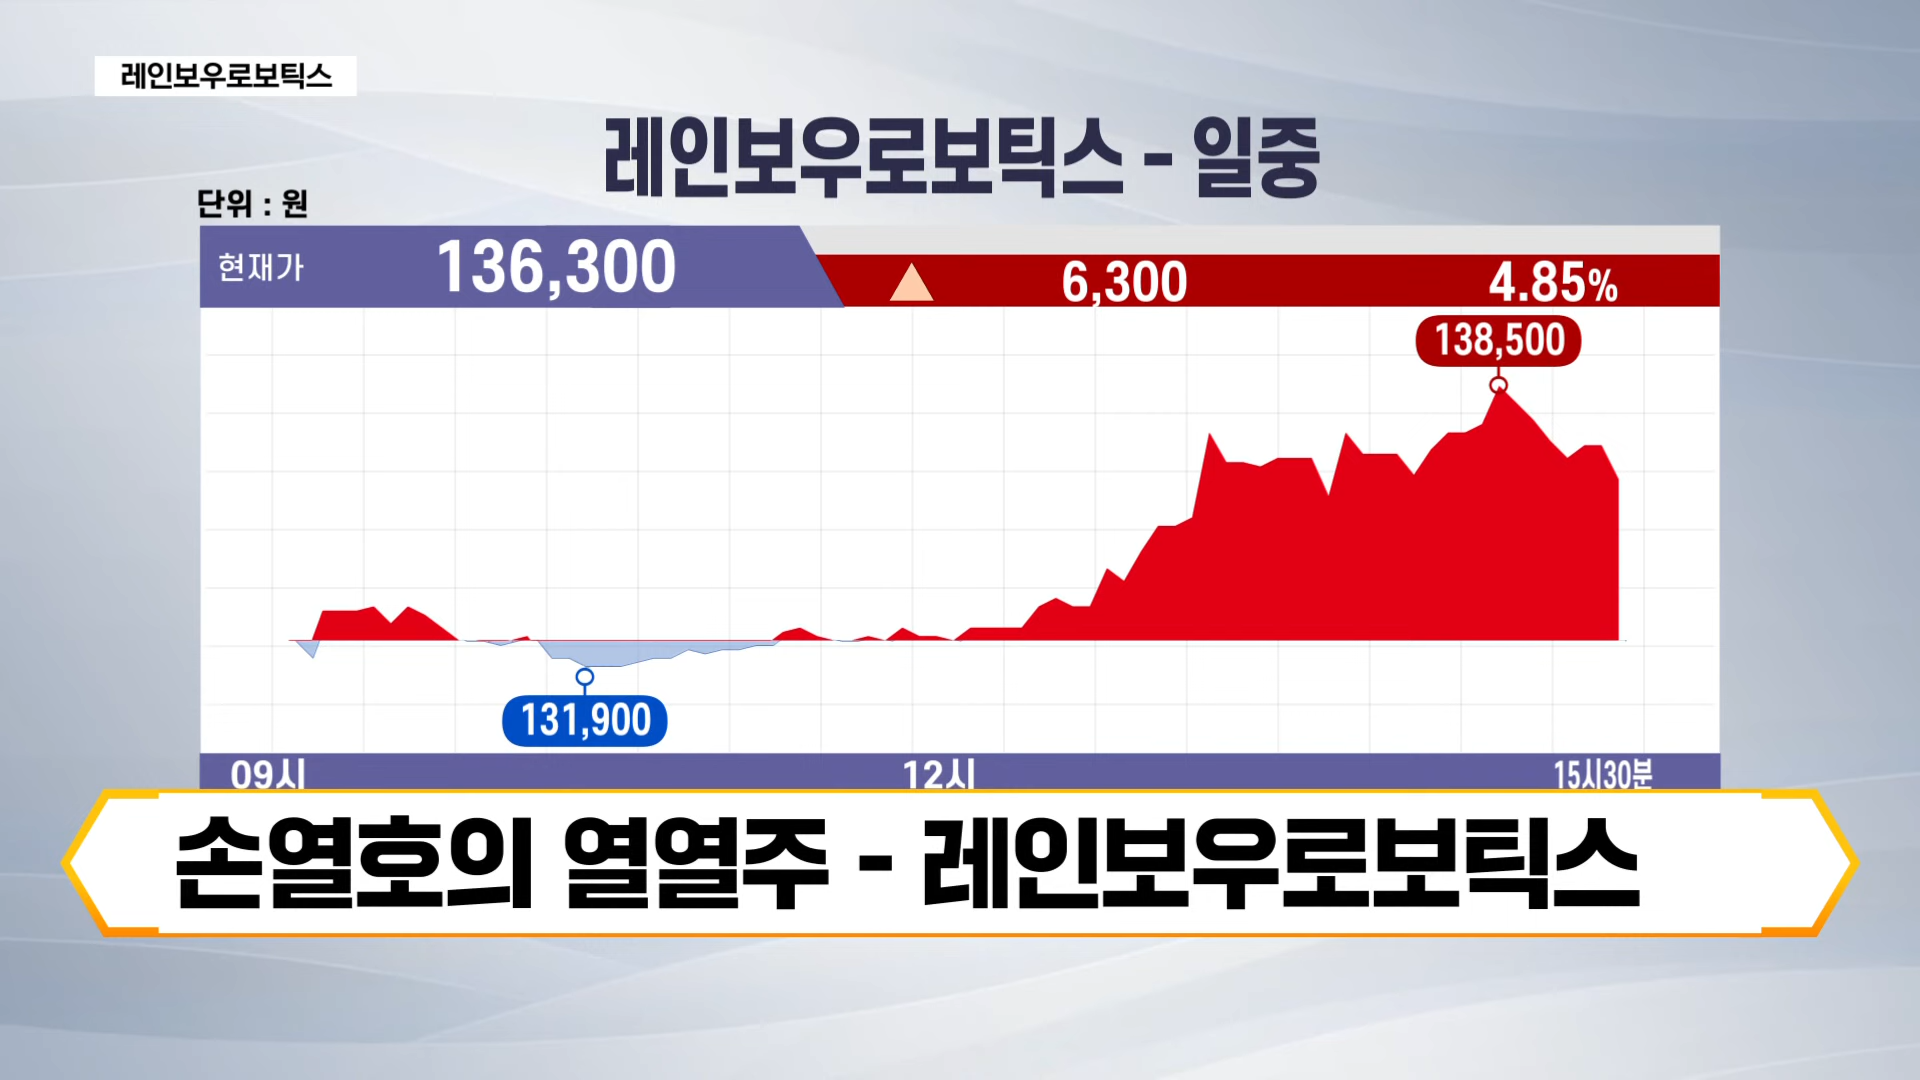 레인보우로보틱스
레인보우로보틱스 - 일중
단위 : 원
현재가 136,300 ▲ 6,300 4.85%
138,500
131,900
09시 12시 15시30분
손열호의 열열주 - 레인보우로보틱스